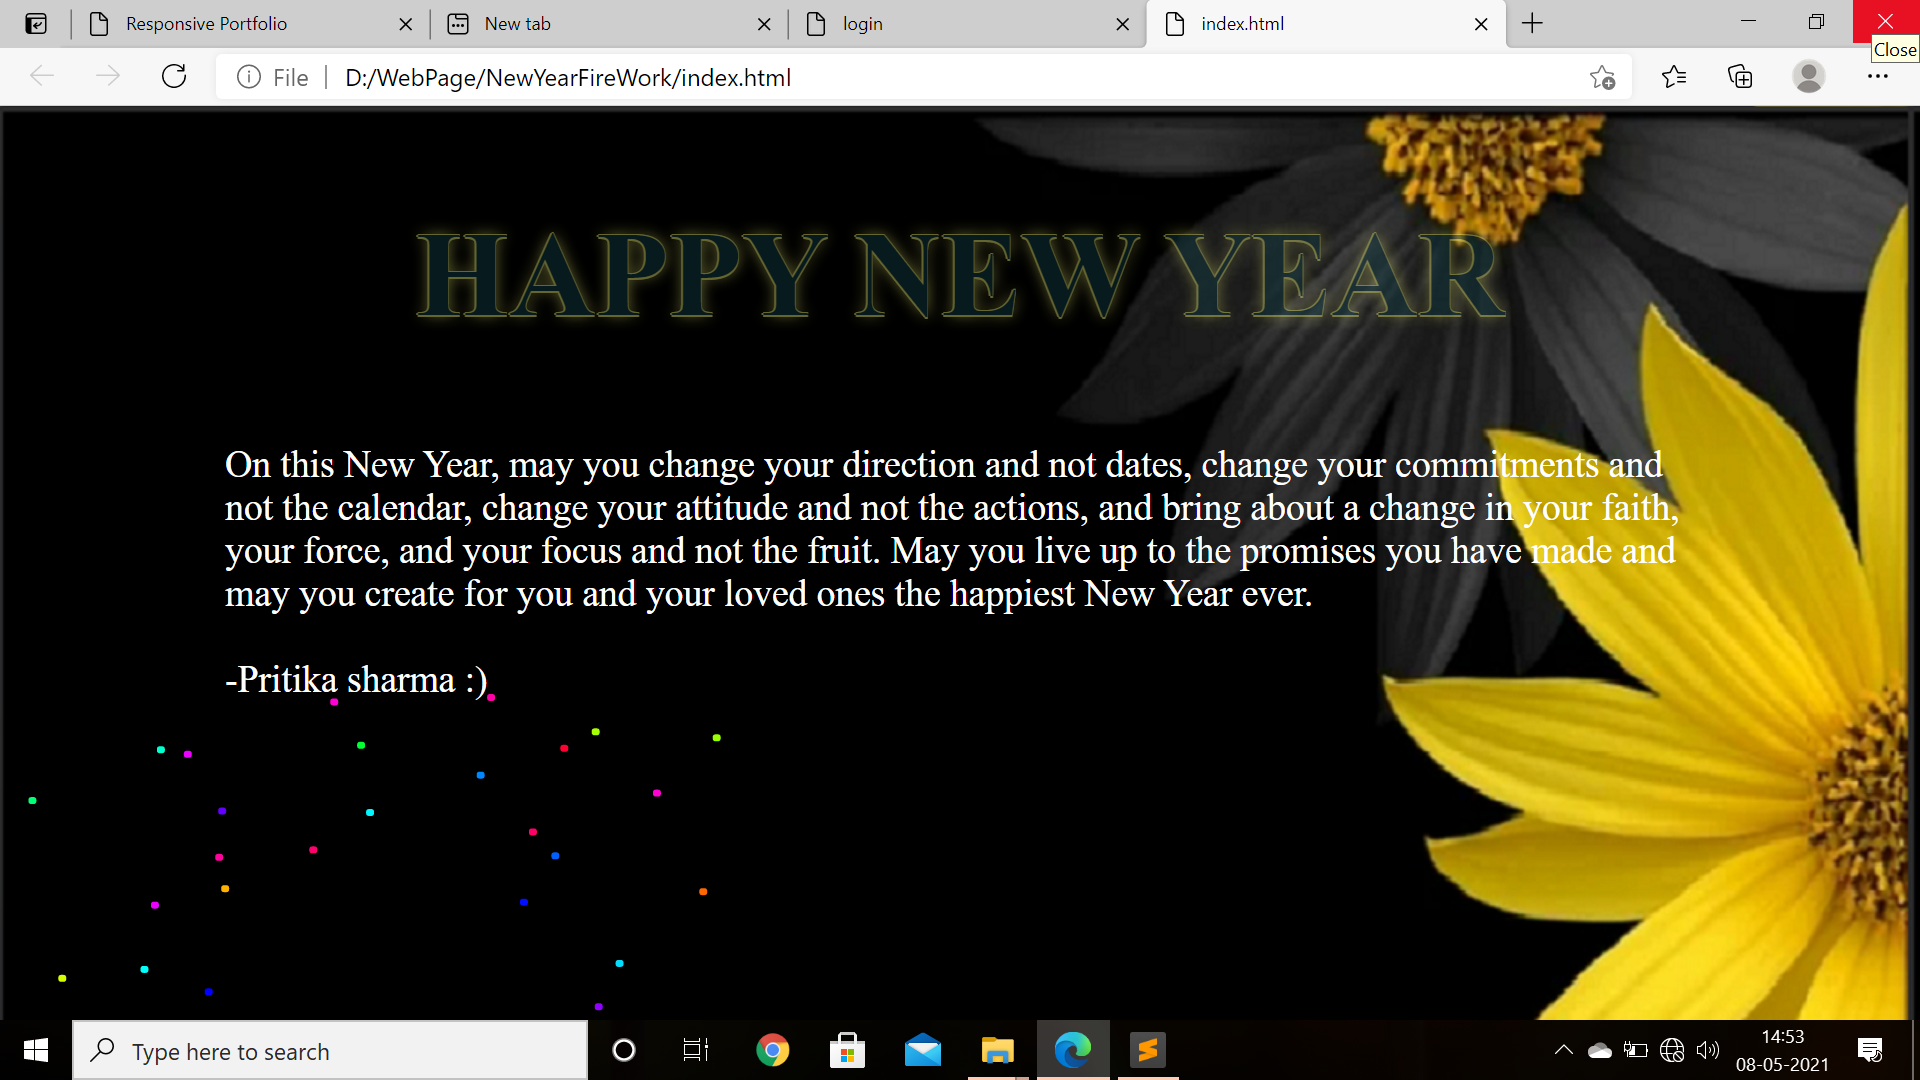 Responsive Portfolio
New tab
login
index.html
Close
File
D:/WebPage/NewYearFireWork/index.html
HAPPY NEW YEAR
On this New Year, may you change your direction and not dates, change your commitments and
not the calendar, change your attitude and not the actions, and bring about a change in your faith,
your force, and your focus and not the fruit. May you live up to the promises you have made and
may you create for you and your loved ones the happiest New Year ever.
-Pritika sharma :)
Type here to search
14:53
08-05-2021